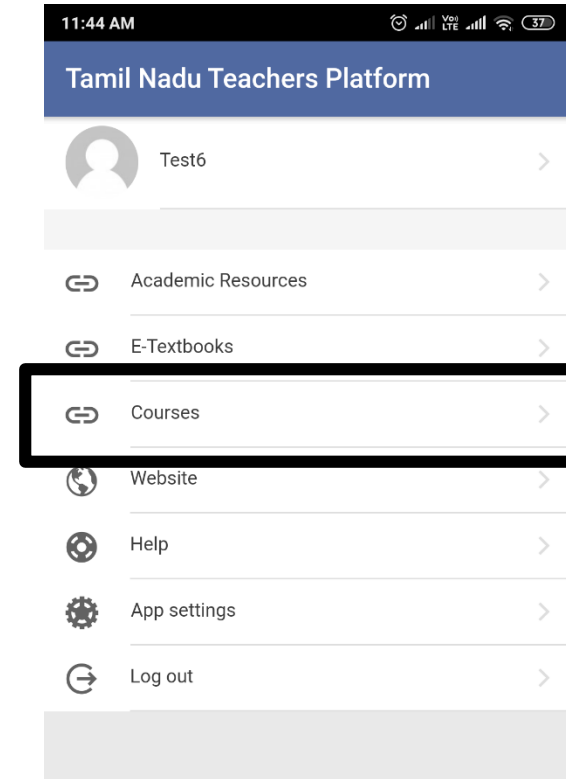 11:44 AM
Vo)) LTE 37
Tamil Nadu Teachers Platform
Test6
Academic Resources
E-Textbooks
Courses
Website
Help
App settings
Log out